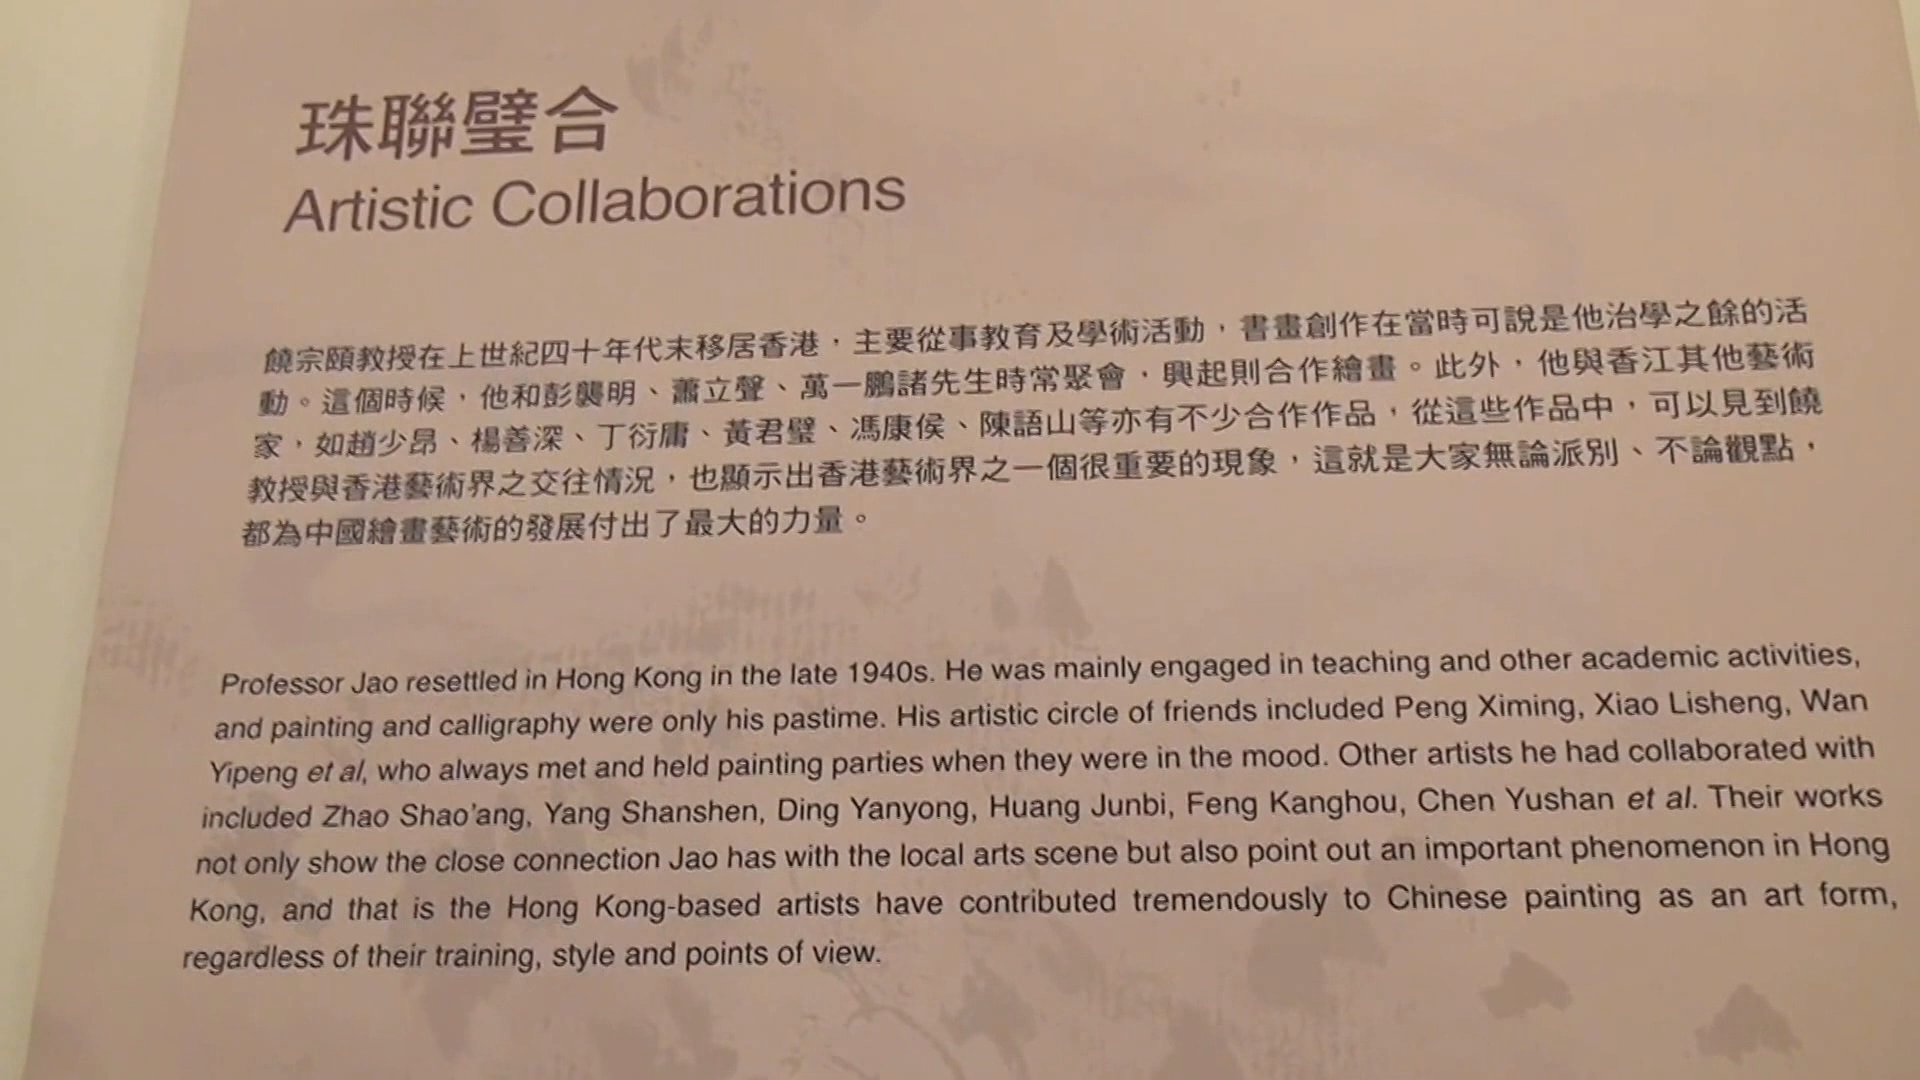 珠聯璧合
Artistic Collaborations
饒宗頤教授在上世紀四十年代末移居香港，主要從事教育及學術活動，書畫創作在當時可說是他治學之餘的活
動。這個時候，他和彭襲明、蕭立聲、萬一鵬諸先生時常聚會，興起則合作繪畫。此外，他與香江其他藝術
家，如趙少昂、楊善深、丁衍庸、黃君璧、馮康侯、陳語山等亦有不少合作作品，從這些作品中，可以見到饒
教授與香港藝術界之交往情況，也顯示出香港藝術界之一個很重要的現象，這就是大家無論派別、不論觀點，
都為中國繪畫藝術的發展付出了最大的力量。
Professor Jao resettled in Hong Kong in the late 1940s. He was mainly engaged in teaching and other academic activities,
and painting and calligraphy were only his pastime. His artistic circle of friends included Peng Ximing, Xiao Lisheng, Wan
Yipeng et al, who always met and held painting parties when they were in the mood. Other artists he had collaborated with
included Zhao Shao'ang, Yang Shanshen, Ding Yanyong, Huang Junbi, Feng Kanghou, Chen Yushan et al. Their works
not only show the close connection Jao has with the local arts scene but also point out an important phenomenon in Hong
Kong, and that is the Hong Kong-based artists have contributed tremendously to Chinese painting as an art form,
regardless of their training, style and points of view.